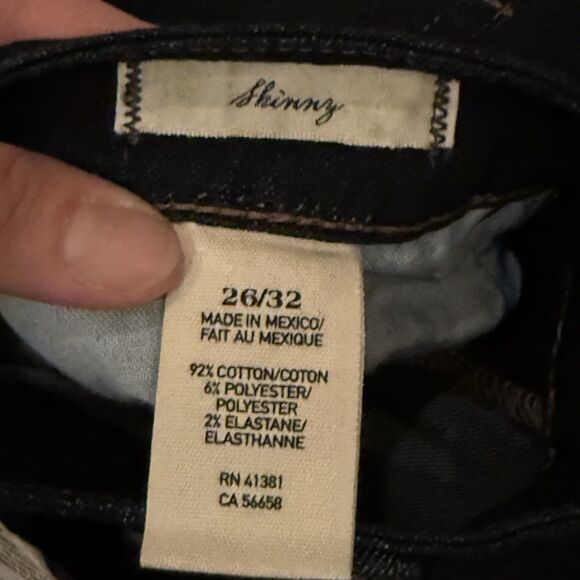 Skinny
26/32
MADE IN MEXICO/
FAIT AU MEXIQUE
92% COTTON/COTON
6% POLYESTER/
POLYESTER
2% ELASTANE/
ELASTHANNE
RN 41381
CA 56658